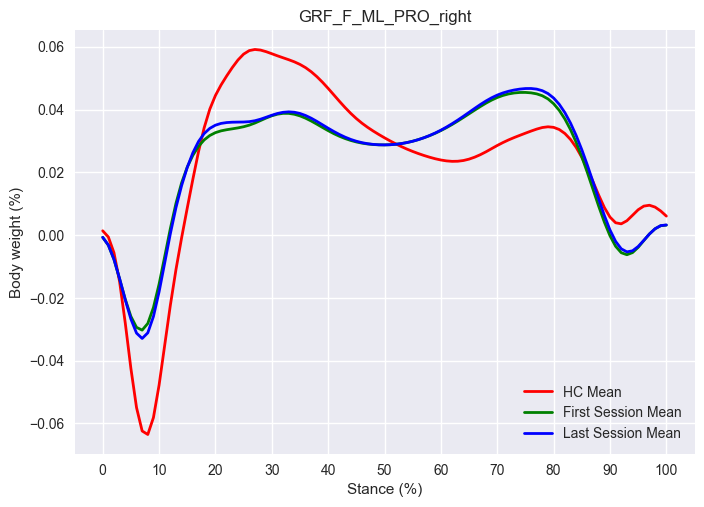 GRF_F_ML_PRO_right
Body weight (%)
0.06
0.04
0.02
0.00
−0.02
−0.04
−0.06
HC Mean
First Session Mean
Last Session Mean
0 10 20 30 40 50 60 70 80 90 100
Stance (%)